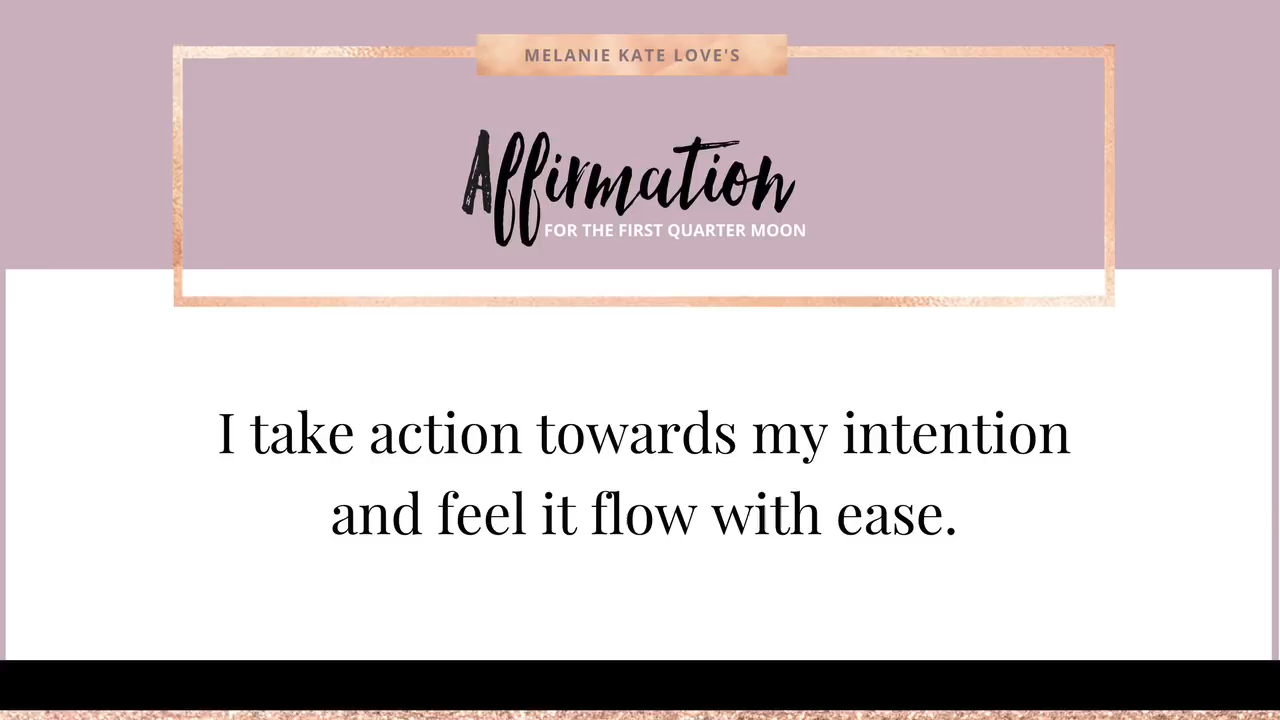 MELANIE KATE LOVE'S
Affirmation
FOR THE FIRST QUARTER MOON
I take action towards my intention
and feel it flow with ease.